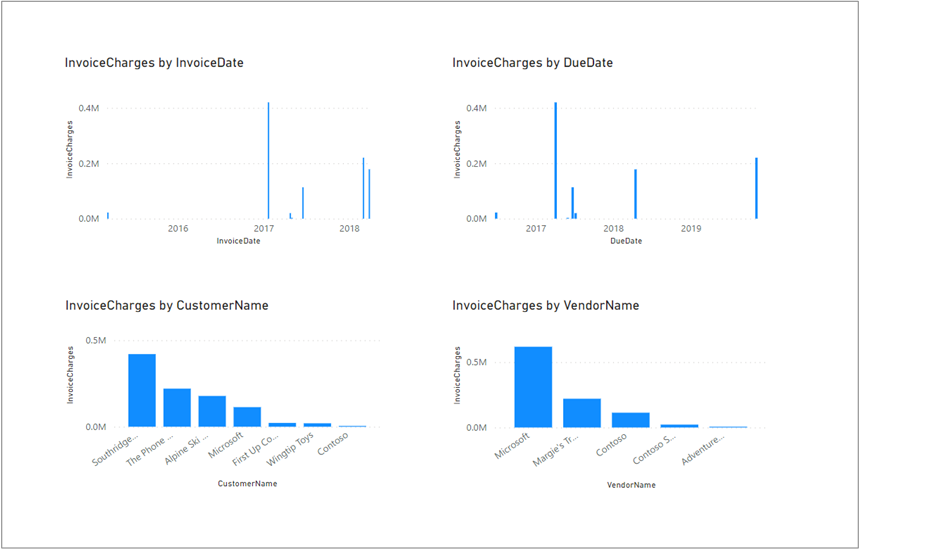 InvoiceCharges by InvoiceDate
InvoiceCharges
0.4M
0.2M
0.0M
2016
2017
2018
InvoiceDate
InvoiceCharges by DueDate
InvoiceCharges
0.4M
0.2M
0.0M
2017
2018
2019
DueDate
InvoiceCharges by CustomerName
InvoiceCharges
0.5M
0.0M
Southridge...
The Phone ...
Alpine Ski ...
Microsoft
First Up Co...
Wingtip Toys
Contoso
CustomerName
InvoiceCharges by VendorName
InvoiceCharges
0.5M
0.0M
Microsoft
Margie's Tr...
Contoso
Contoso S...
Adventure...
VendorName